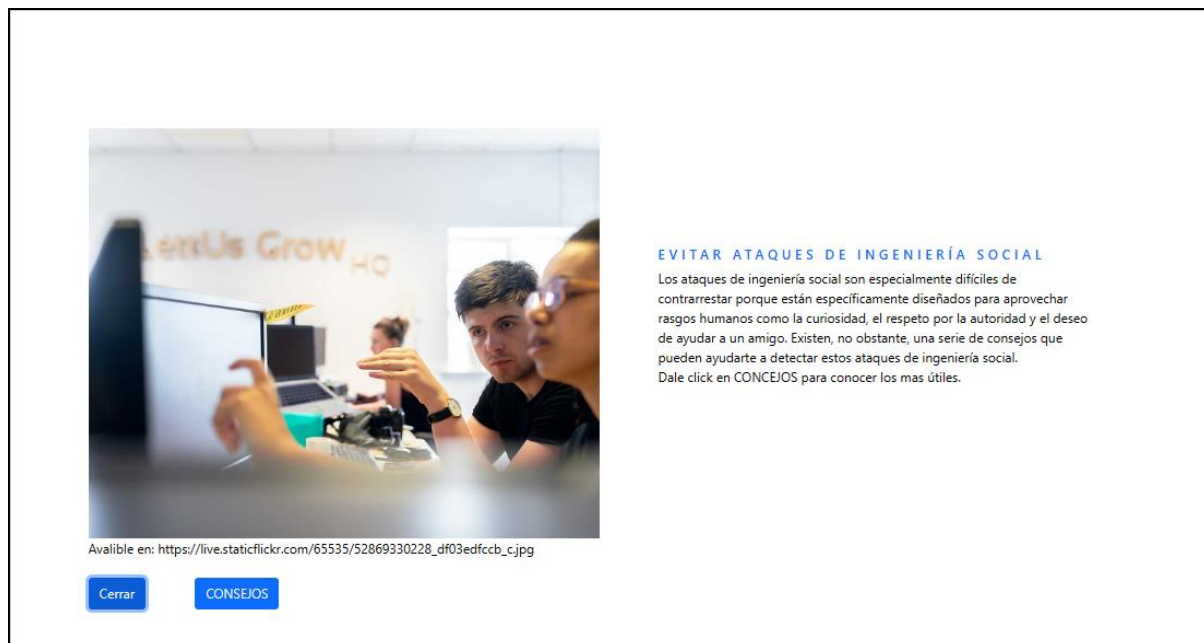 LettUs Grow HQ
EVITAR ATAQUES DE INGENIERÍA SOCIAL
Los ataques de ingeniería social son especialmente difíciles de
contrarrestar porque están específicamente diseñados para aprovechar
rasgos humanos como la curiosidad, el respeto por la autoridad y el deseo
de ayudar a un amigo. Existen, no obstante, una serie de consejos que
pueden ayudarte a detectar estos ataques de ingeniería social.
Dale click en CONCEJOS para conocer los mas útiles.
Avalible en: https://live.staticflickr.com/65535/52869330228_df03edfccb_c.jpg
Cerrar
CONSEJOS